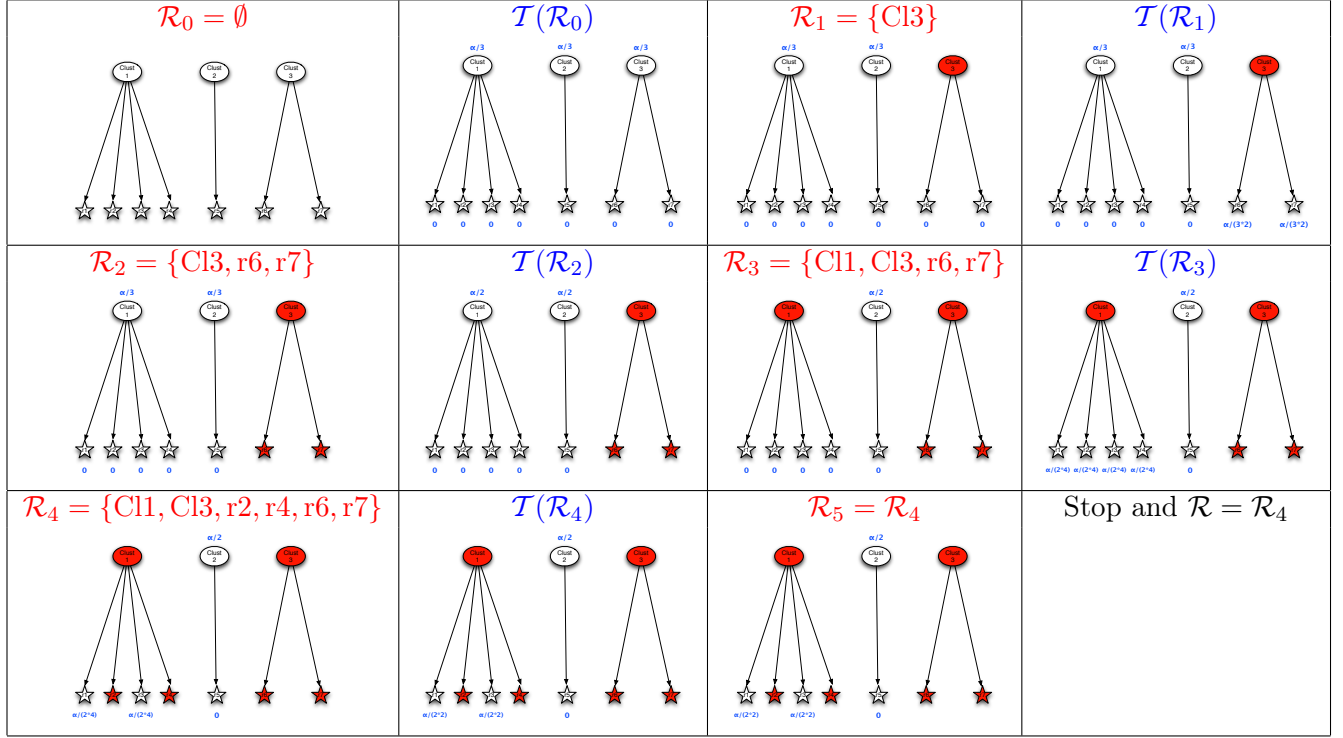 ℛ₀ = ∅
Clust 1
Clust 2
Clust 3
𝒯(ℛ₀)
α/3 α/3 α/3
Clust 1
Clust 2
Clust 3
0 0 0 0 0 0 0
ℛ₁ = {Cl3}
α/3 α/3
Clust 1
Clust 2
Clust 3
0 0 0 0 0 0 0
𝒯(ℛ₁)
α/3 α/3
Clust 1
Clust 2
Clust 3
0 0 0 0 0 α/(3*2) α/(3*2)
ℛ₂ = {Cl3, r6, r7}
α/3 α/3
Clust 1
Clust 2
Clust 3
0 0 0 0 0
𝒯(ℛ₂)
α/2 α/2
Clust 1
Clust 2
Clust 3
0 0 0 0 0
ℛ₃ = {Cl1, Cl3, r6, r7}
α/2
Clust 1
Clust 2
Clust 3
0 0 0 0 0
𝒯(ℛ₃)
α/2
Clust 1
Clust 2
Clust 3
α/(2*4) α/(2*4) α/(2*4) α/(2*4) 0
ℛ₄ = {Cl1, Cl3, r2, r4, r6, r7}
α/2
Clust 1
Clust 2
Clust 3
α/(2*4) α/(2*4) 0
𝒯(ℛ₄)
α/2
Clust 1
Clust 2
Clust 3
α/(2*2) α/(2*2) 0
ℛ₅ = ℛ₄
α/2
Clust 1
Clust 2
Clust 3
α/(2*2) α/(2*2) 0
Stop and ℛ = ℛ₄